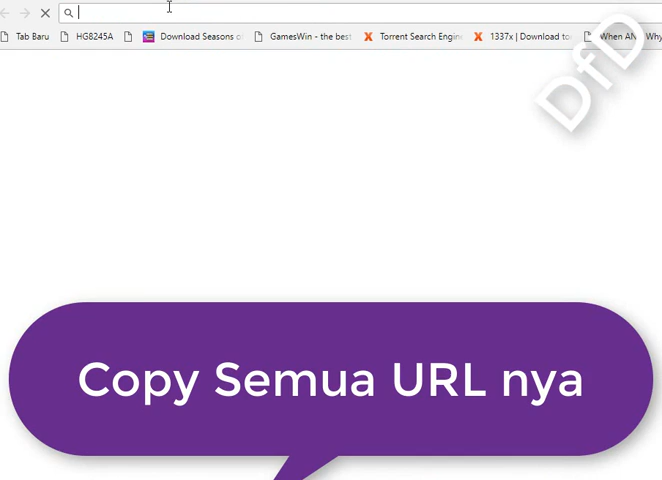 Tab Baru HG8245A Download Seasons o GamesWin - the best Torrent Search Engine 1337x | Download to When AN Why
DfD
Copy Semua URL nya